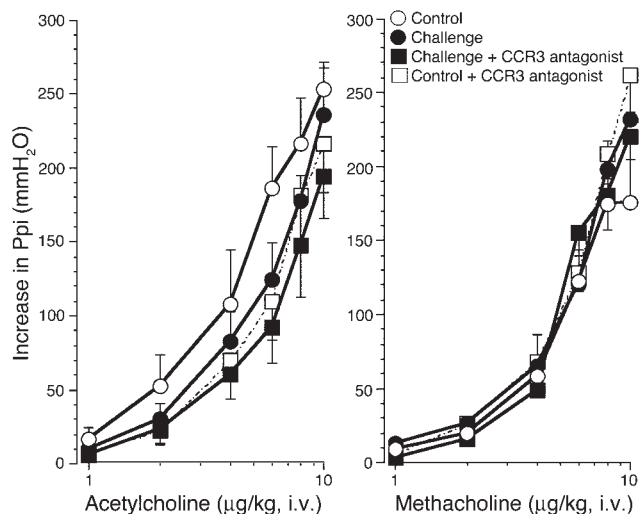 Control
Challenge
Challenge + CCR3 antagonist
Control + CCR3 antagonist
Increase in Ppi (mmH₂O)
300
250
200
150
100
50
0
1
10
Acetylcholine (μg/kg, i.v.)
300
250
200
150
100
50
0
1
10
Methacholine (μg/kg, i.v.)